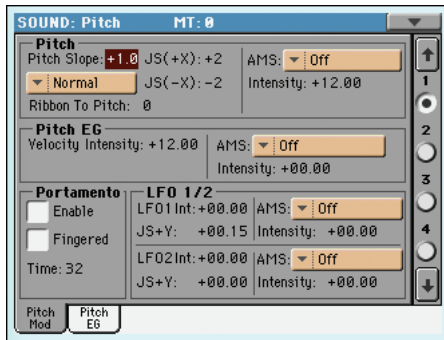 SOUND: Pitch MT: 0
Pitch
Pitch Slope: +1.0 JS(+X): +2 AMS: Off
Normal JS(-X): -2 Intensity: +12.00
Ribbon To Pitch: 0
1
Pitch EG
2
Velocity Intensity: +12.00 AMS: Off
Intensity: +00.00
3
Portamento LFO 1/2
Enable LFO1 Int: +00.00 AMS: Off
JS+Y: +00.15 Intensity: +00.00
4
Fingered LFO2 Int: +00.00 AMS: Off
Time: 32 JS+Y: +00.00 Intensity: +00.00
Pitch Mod
Pitch EG